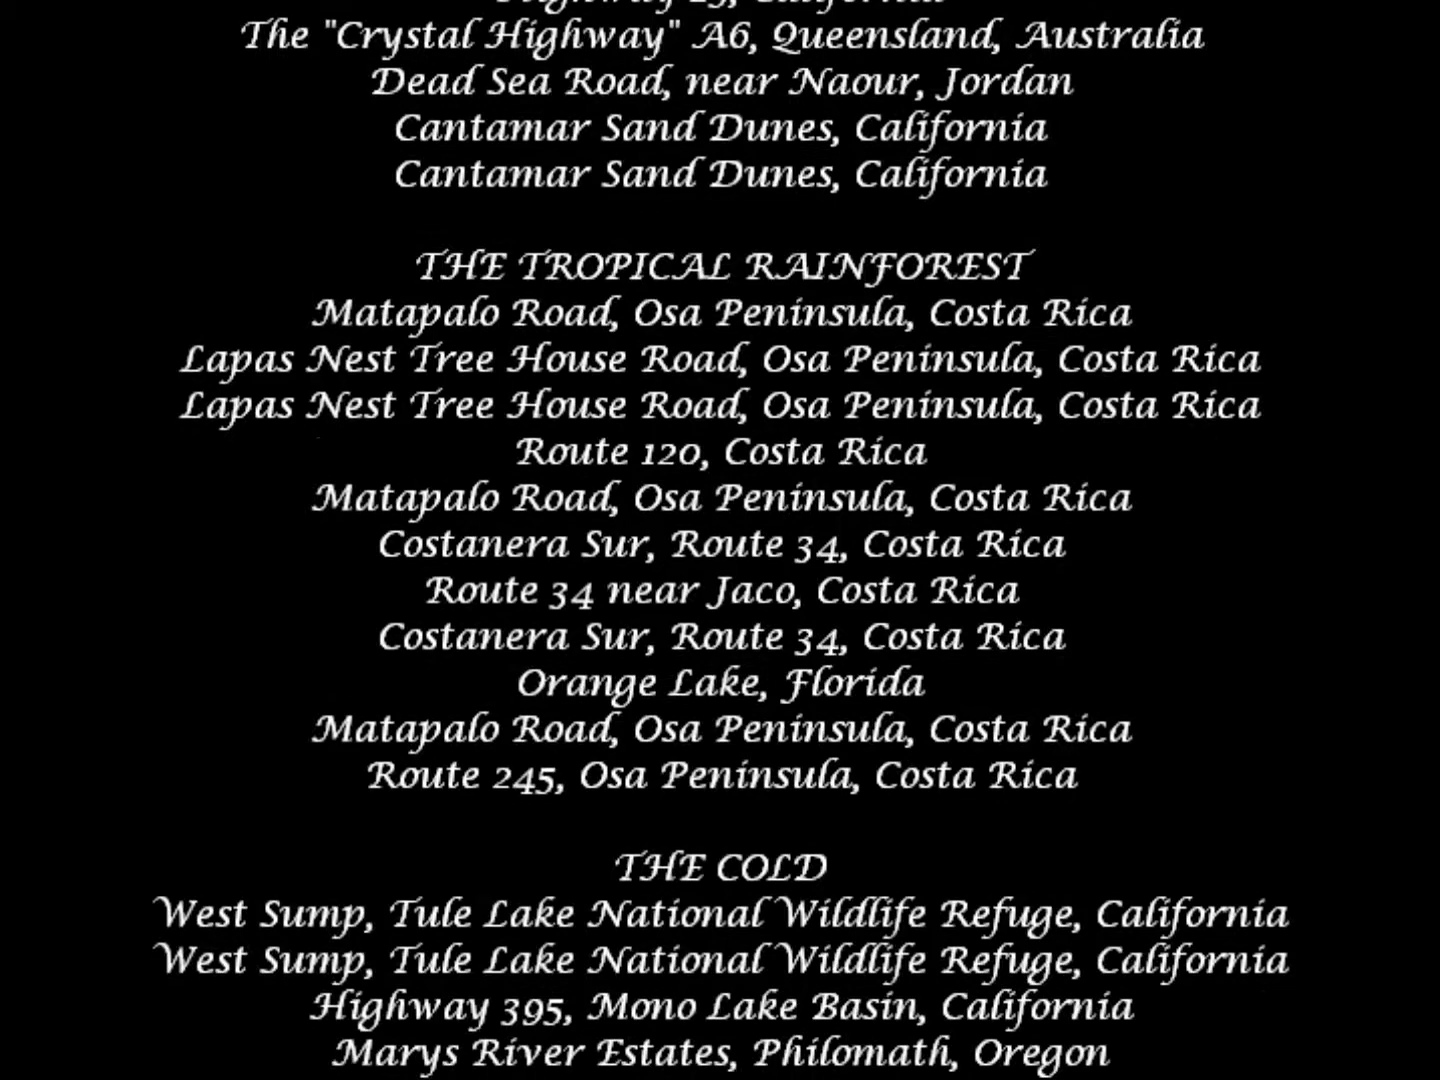 Highway 15, California
The "Crystal Highway" A6, Queensland, Australia
Dead Sea Road, near Naour, Jordan
Cantamar Sand Dunes, California
Cantamar Sand Dunes, California
THE TROPICAL RAINFOREST
Matapalo Road, Osa Peninsula, Costa Rica
Lapas Nest Tree House Road, Osa Peninsula, Costa Rica
Lapas Nest Tree House Road, Osa Peninsula, Costa Rica
Route 120, Costa Rica
Matapalo Road, Osa Peninsula, Costa Rica
Costanera Sur, Route 34, Costa Rica
Route 34 near Jaco, Costa Rica
Costanera Sur, Route 34, Costa Rica
Orange Lake, Florida
Matapalo Road, Osa Peninsula, Costa Rica
Route 245, Osa Peninsula, Costa Rica
THE COLD
West Sump, Tule Lake National Wildlife Refuge, California
West Sump, Tule Lake National Wildlife Refuge, California
Highway 395, Mono Lake Basin, California
Marys River Estates, Philomath, Oregon